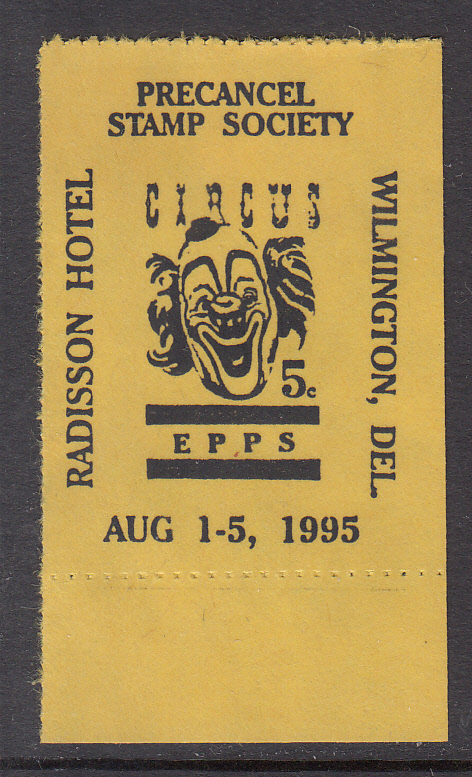 PRECANCEL
STAMP SOCIETY
RADISSON HOTEL
CIRCUS
5c
EPPS
WILMINGTON, DEL.
AUG 1-5, 1995